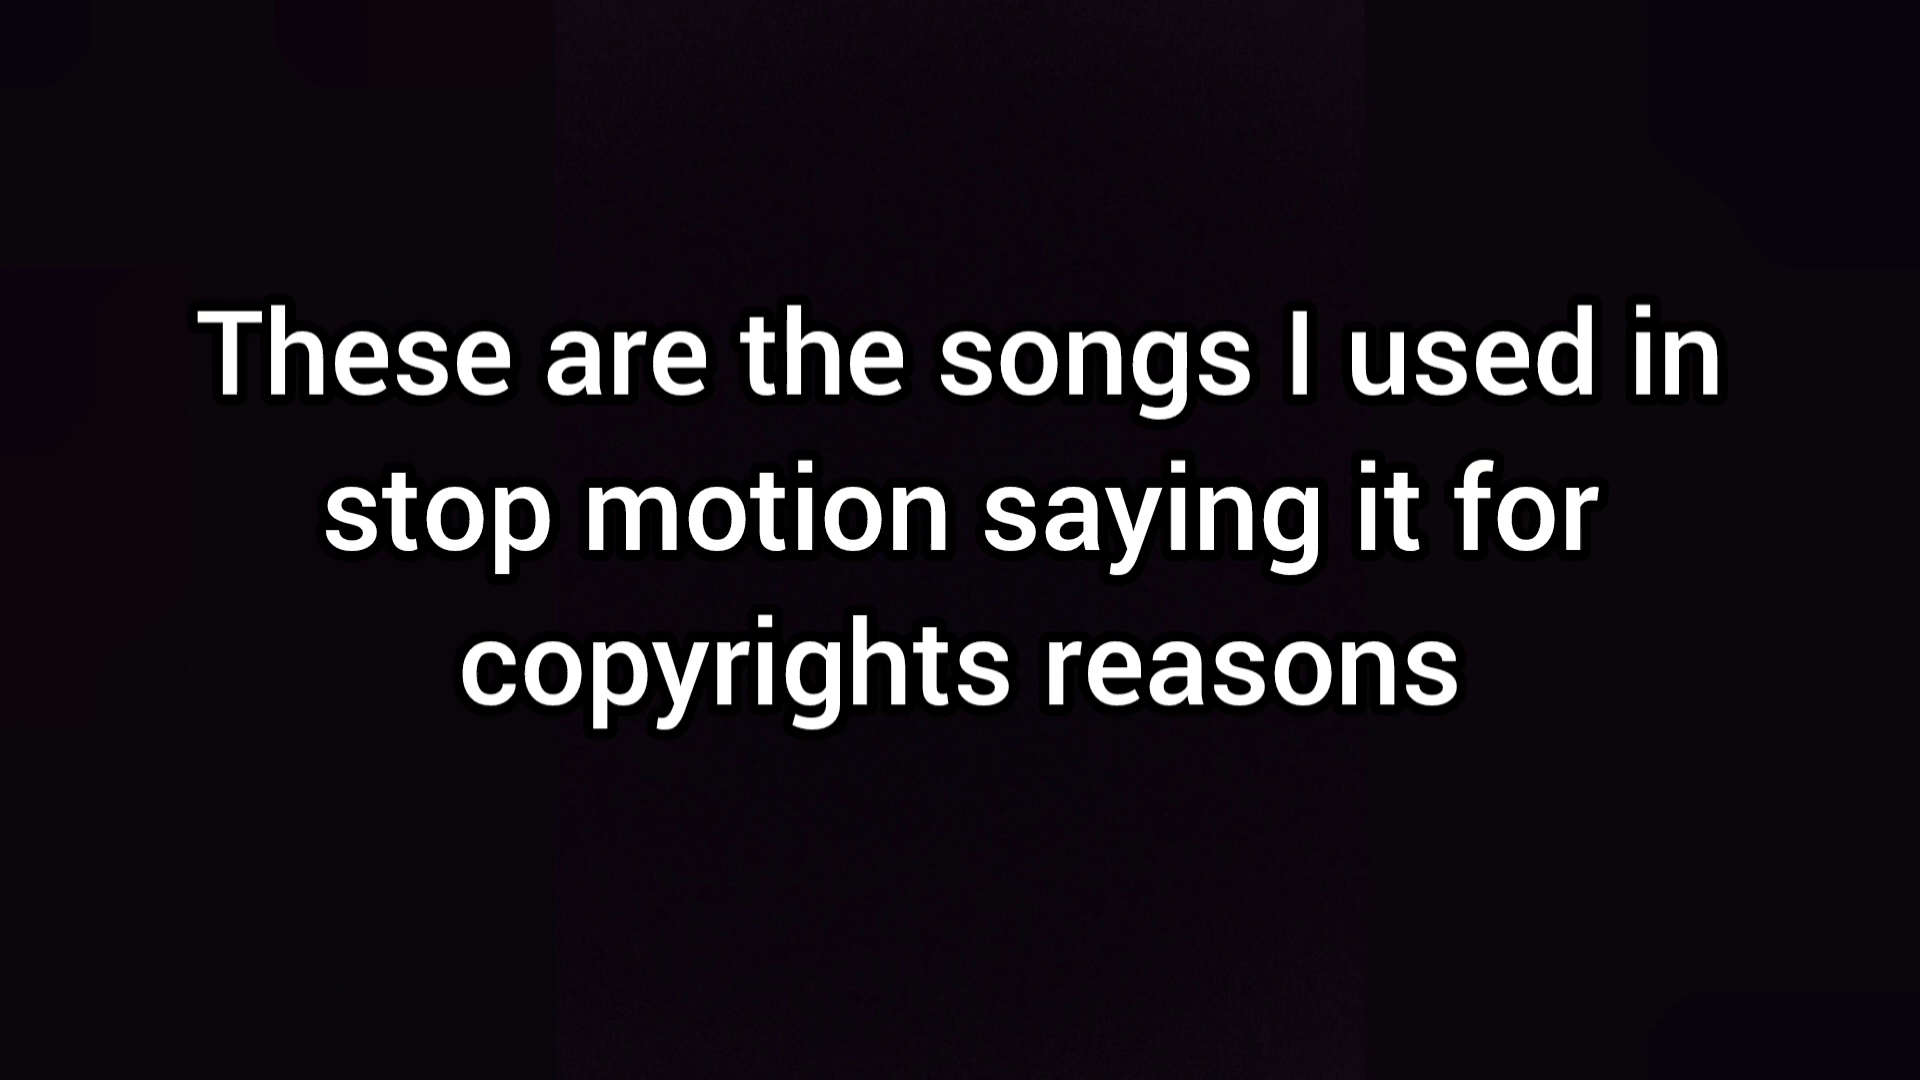 These are the songs I used in
stop motion saying it for
copyrights reasons